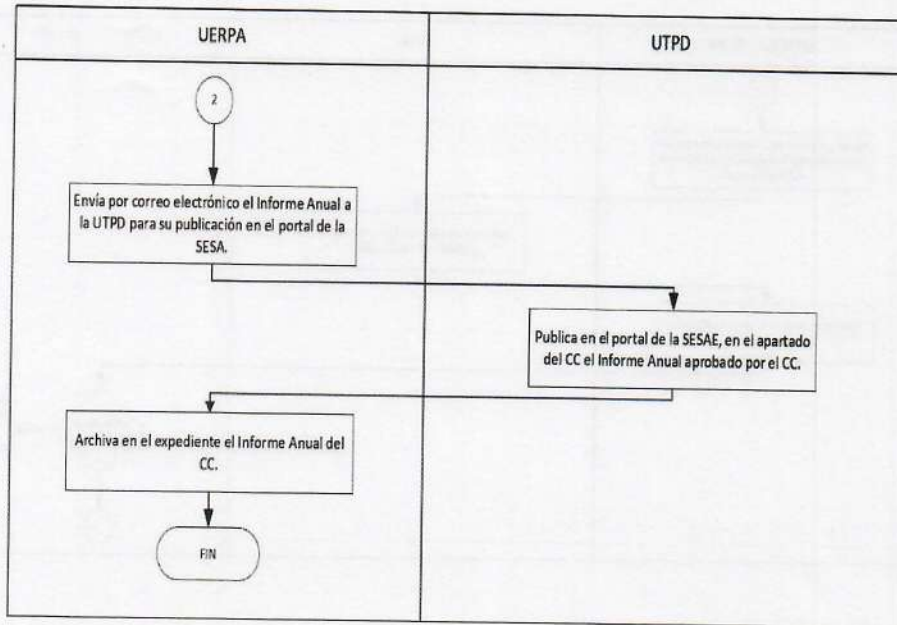 UERPA
UTPD
2
Envía por correo electrónico el Informe Anual a
la UTPD para su publicación en el portal de la
SESA.
Publica en el portal de la SESAE, en el apartado
del CC el Informe Anual aprobado por el CC.
Archiva en el expediente el Informe Anual del
CC.
FIN